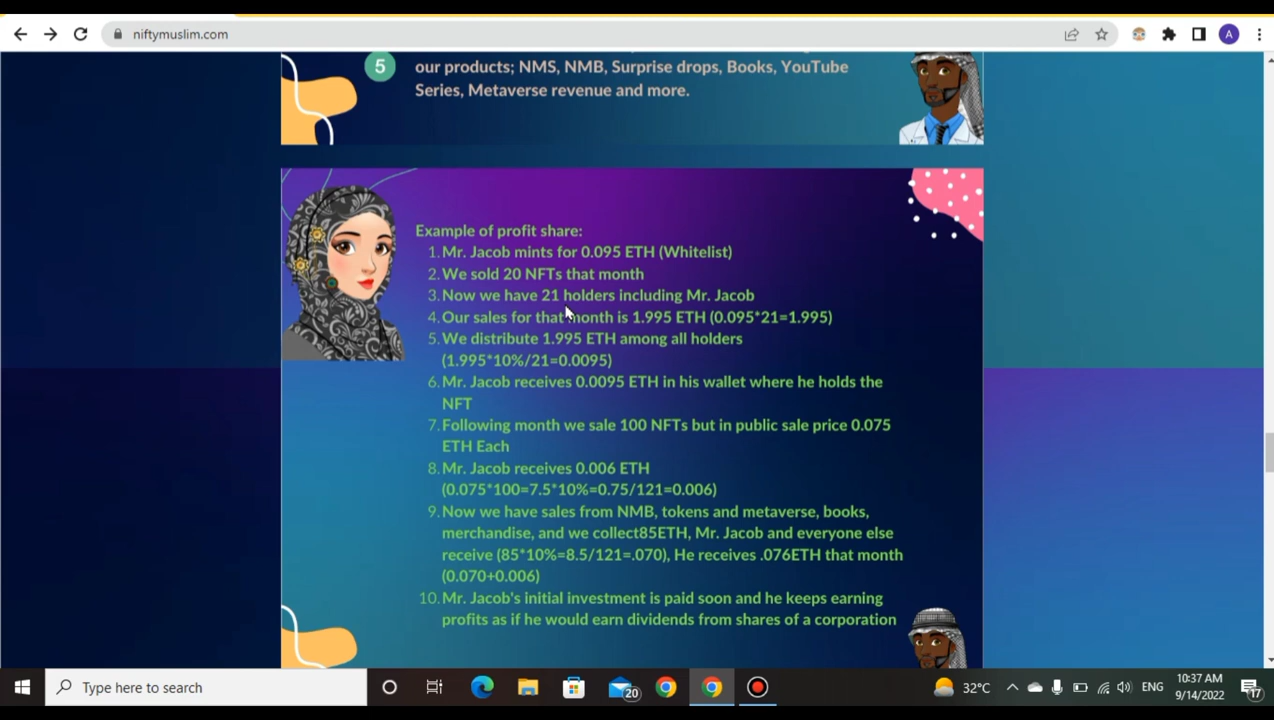 niftymuslim.com
A
5
our products; NMS, NMB, Surprise drops, Books, YouTube
Series, Metaverse revenue and more.
Example of profit share:
1. Mr. Jacob mints for 0.095 ETH (Whitelist)
2. We sold 20 NFTs that month
3. Now we have 21 holders including Mr. Jacob
4. Our sales for that month is 1.995 ETH (0.095*21=1.995)
5. We distribute 1.995 ETH among all holders
(1.995*10%/21=0.0095)
6. Mr. Jacob receives 0.0095 ETH in his wallet where he holds the
NFT
7. Following month we sale 100 NFTs but in public sale price 0.075
ETH Each
8. Mr. Jacob receives 0.006 ETH
(0.075*100=7.5*10%=0.75/121=0.006)
9. Now we have sales from NMB, tokens and metaverse, books,
merchandise, and we collect85ETH, Mr. Jacob and everyone else
receive (85*10%=8.5/121=.070), He receives .076ETH that month
(0.070+0.006)
10. Mr. Jacob's initial investment is paid soon and he keeps earning
profits as if he would earn dividends from shares of a corporation
Type here to search
20
32°C
ENG
10:37 AM
9/14/2022
17